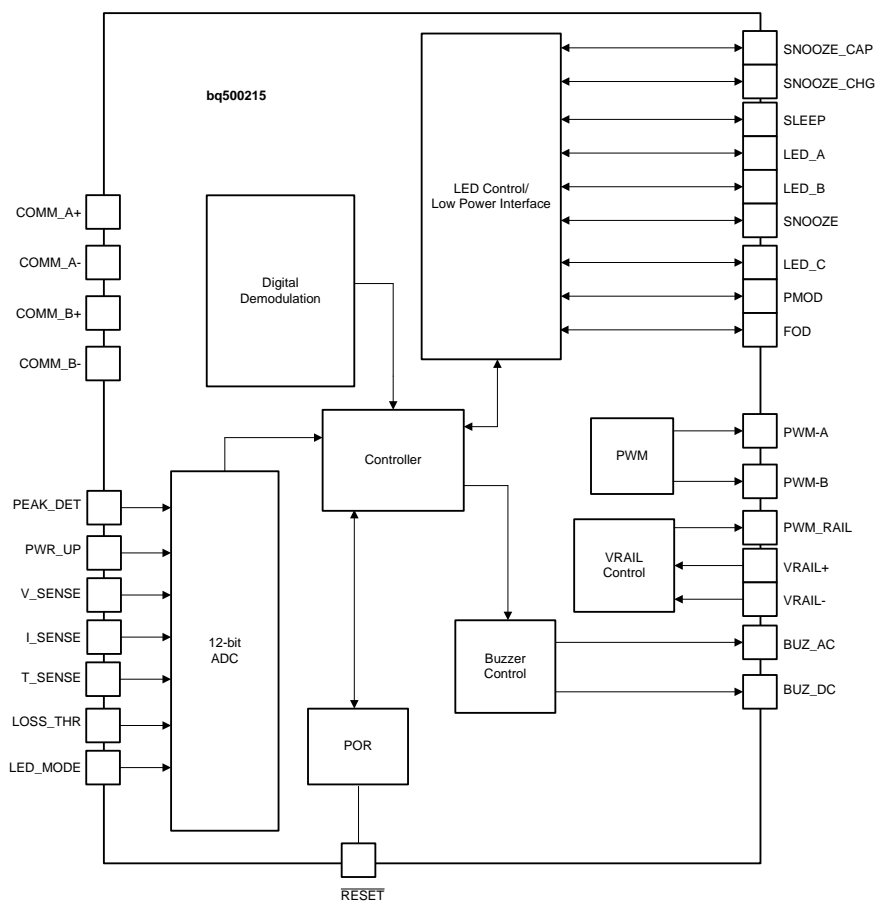 bq500215
COMM_A+
COMM_A-
COMM_B+
COMM_B-
PEAK_DET
PWR_UP
V_SENSE
I_SENSE
T_SENSE
LOSS_THR
LED_MODE
Digital
Demodulation
12-bit
ADC
Controller
POR
RESET
LED Control/
Low Power Interface
PWM
VRAIL
Control
Buzzer
Control
SNOOZE_CAP
SNOOZE_CHG
SLEEP
LED_A
LED_B
SNOOZE
LED_C
PMOD
FOD
PWM-A
PWM-B
PWM_RAIL
VRAIL+
VRAIL-
BUZ_AC
BUZ_DC